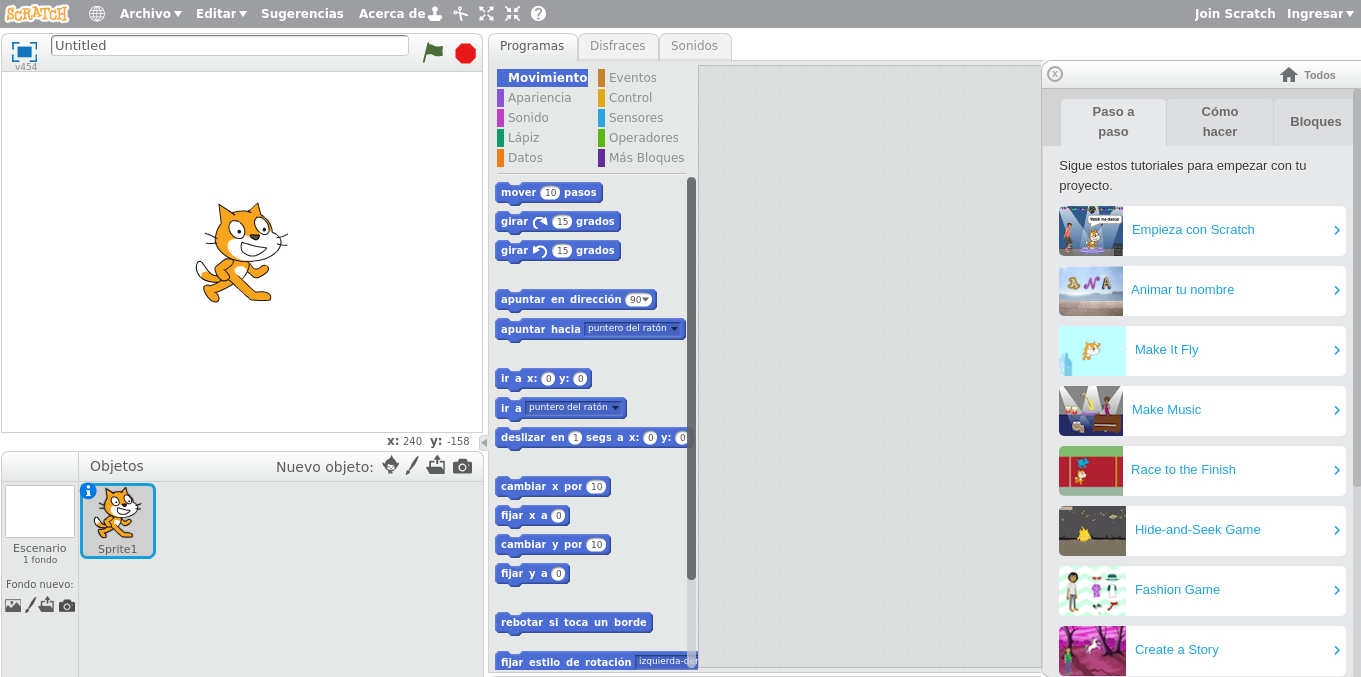 SCRATCH
Archivo
Editar
Sugerencias
Acerca de
Join Scratch
Ingresar
v454
Untitled
x: 240 y: -158
Objetos
Nuevo objeto:
Escenario
1 fondo
Fondo nuevo:
Sprite1
Programas
Disfraces
Sonidos
Movimiento
Apariencia
Sonido
Lápiz
Datos
Eventos
Control
Sensores
Operadores
Más Bloques
mover 10 pasos
girar 15 grados
girar 15 grados
apuntar en dirección 90
apuntar hacia puntero del ratón
ir a x: 0 y: 0
ir a puntero del ratón
deslizar en 1 segs a x: 0 y: 0
cambiar x por 10
fijar x a 0
cambiar y por 10
fijar y a 0
rebotar si toca un borde
fijar estilo de rotación izquierda-der
Todos
Paso a
paso
Cómo
hacer
Bloques
Sigue estos tutoriales para empezar con tu
proyecto.
Watch me dance!
Empieza con Scratch
Animar tu nombre
Make It Fly
Make Music
Race to the Finish
Hide-and-Seek Game
Fashion Game
Create a Story